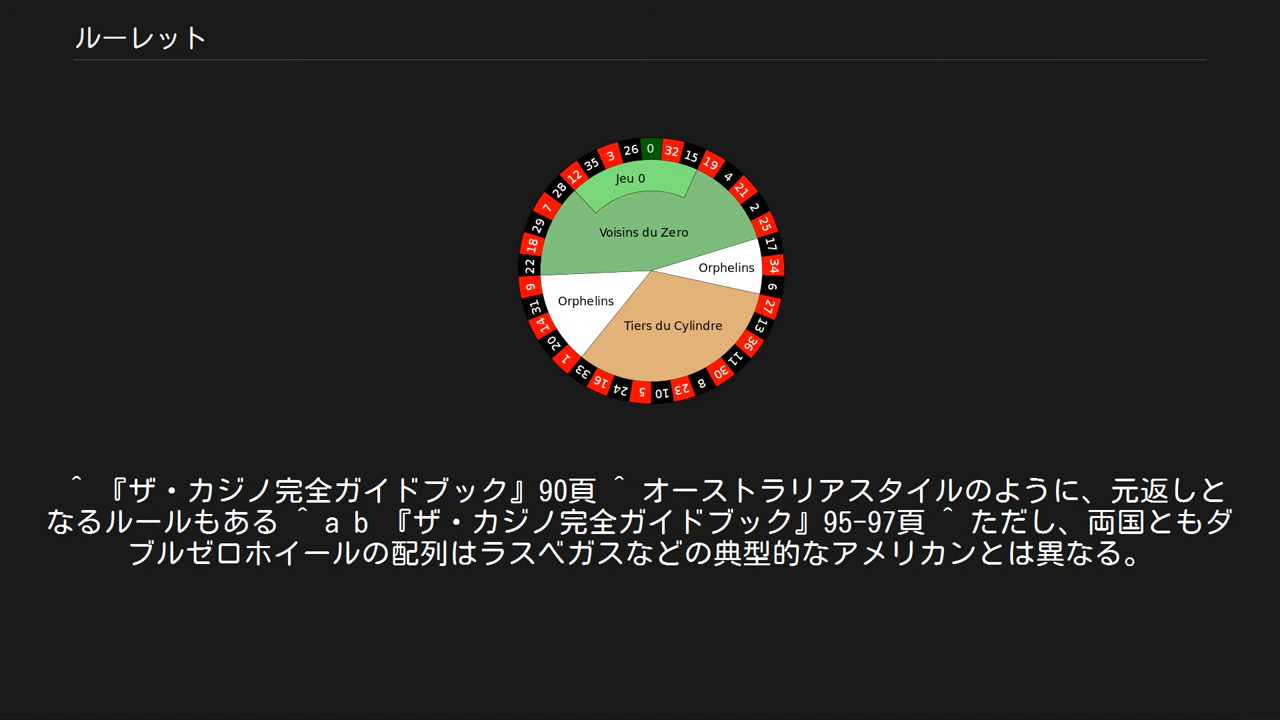 ルーレット
0 32 15 19 4 21 2 25 17 34 6 27 13 36 11 30 8 23 10 5 24 16 33 1 20 14 31 9 22 18 29 7 28 12 35 3 26
Jeu 0
Voisins du Zero
Orphelins
Orphelins
Tiers du Cylindre
^ 『ザ・カジノ完全ガイドブック』90頁 ^ オーストラリアスタイルのように、元返しと
なるルールもある ^ a b 『ザ・カジノ完全ガイドブック』95-97頁 ^ ただし、両国ともダ
ブルゼロホイールの配列はラスベガスなどの典型的なアメリカンとは異なる。